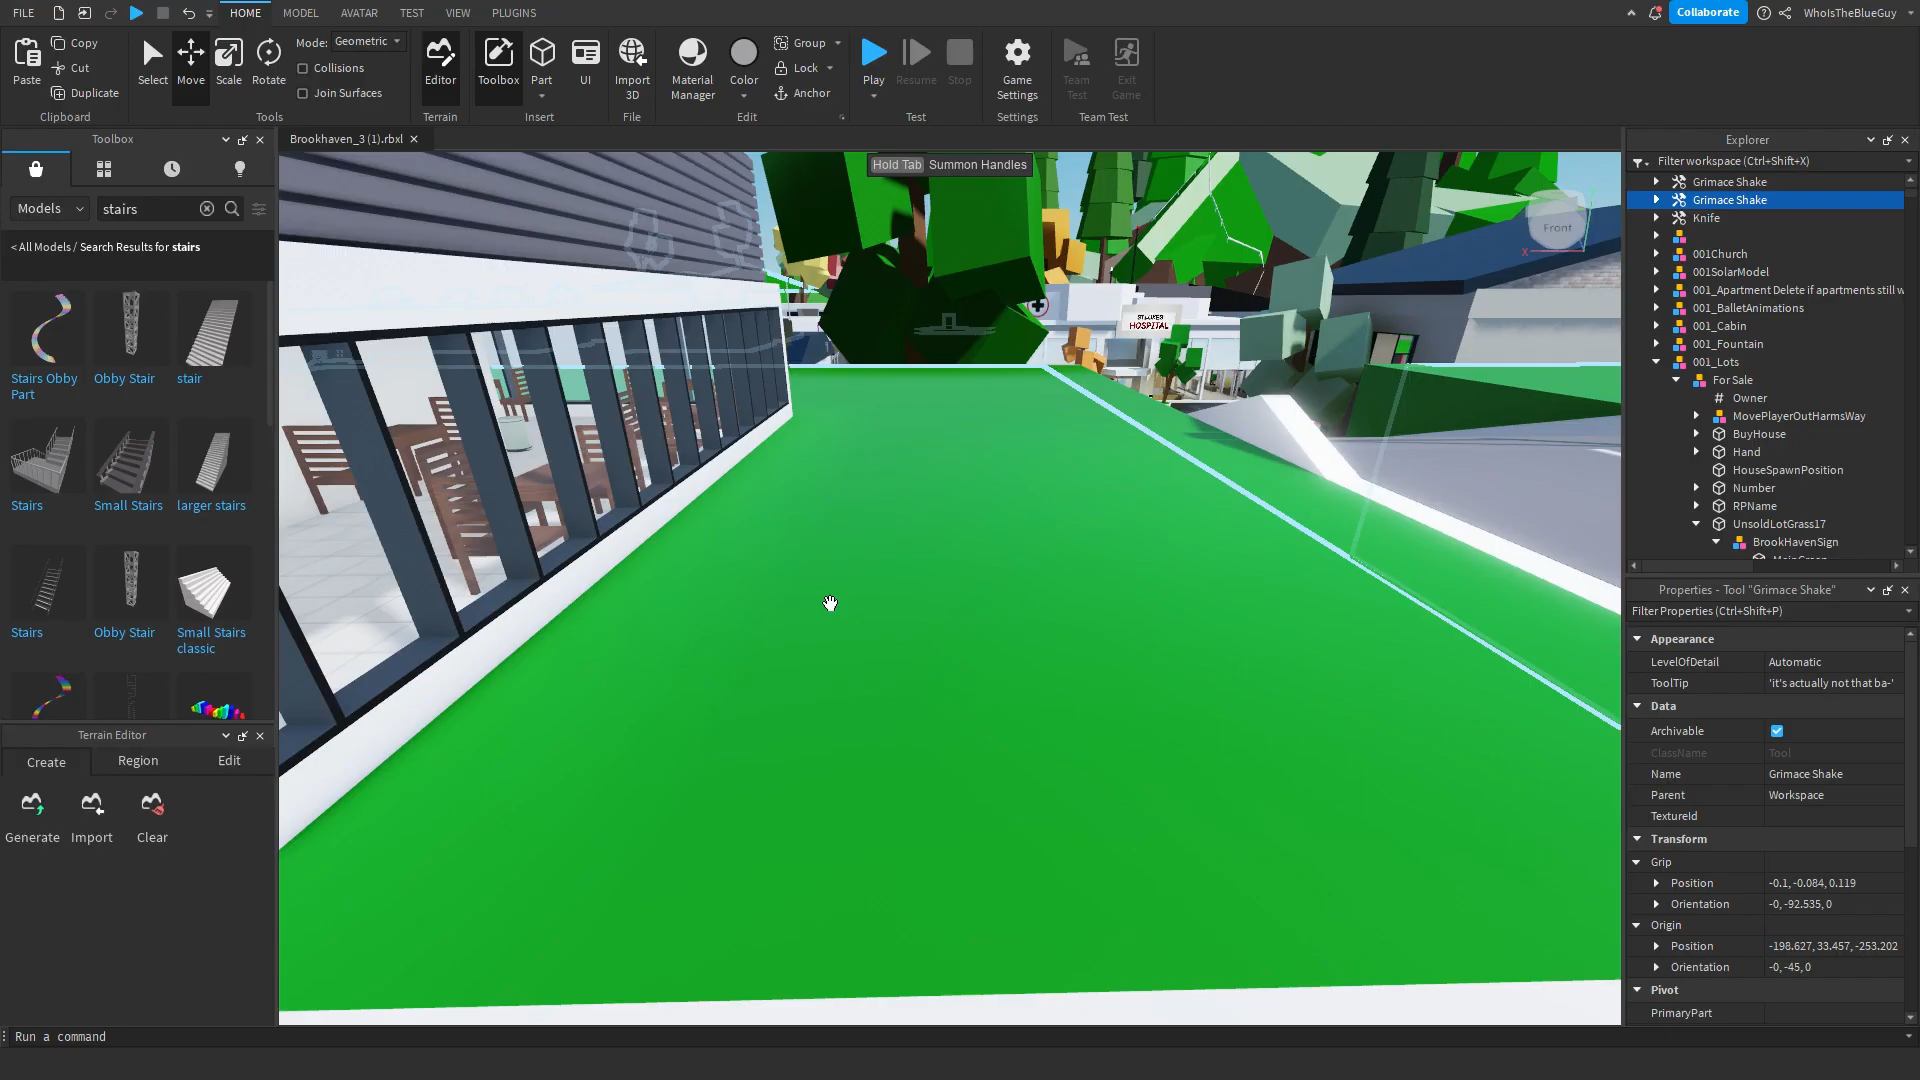 FILE HOME MODEL AVATAR TEST VIEW PLUGINS Collaborate WhoIsTheBlueGuy
Paste Copy Cut Duplicate
Select Move Scale Rotate Mode: Geometric
Collisions
Join Surfaces
Editor Toolbox Part UI Import 3D Material Manager Color
Group
Lock
Anchor
Play Resume Stop Game Settings Team Test Exit Game
Clipboard Tools Terrain Insert File Edit Test Settings Team Test
Toolbox
Models stairs
< All Models / Search Results for stairs
Stairs Obby Part
Obby Stair
stair
Stairs
Small Stairs
larger stairs
Stairs
Obby Stair
Small Stairs classic
Terrain Editor
Create Region Edit
Generate Import Clear
Brookhaven_3 (1).rbxl
Hold Tab Summon Handles
ST.LUKES
HOSPITAL
Front
X
Explorer
Filter workspace (Ctrl+Shift+X)
Grimace Shake
Grimace Shake
Knife
001Church
001SolarModel
001_Apartment Delete if apartments still w
001_BalletAnimations
001_Cabin
001_Fountain
001_Lots
For Sale
Owner
MovePlayerOutHarmsWay
BuyHouse
Hand
HouseSpawnPosition
Number
RPName
UnsoldLotGrass17
BrookHavenSign
Properties - Tool "Grimace Shake"
Filter Properties (Ctrl+Shift+P)
Appearance
LevelOfDetail Automatic
ToolTip 'it's actually not that ba-'
Data
Archivable
ClassName Tool
Name Grimace Shake
Parent Workspace
TextureId
Transform
Grip
Position -0.1, -0.084, 0.119
Orientation -0, -92.535, 0
Origin
Position -198.627, 33.457, -253.202
Orientation -0, -45, 0
Pivot
PrimaryPart
Run a command